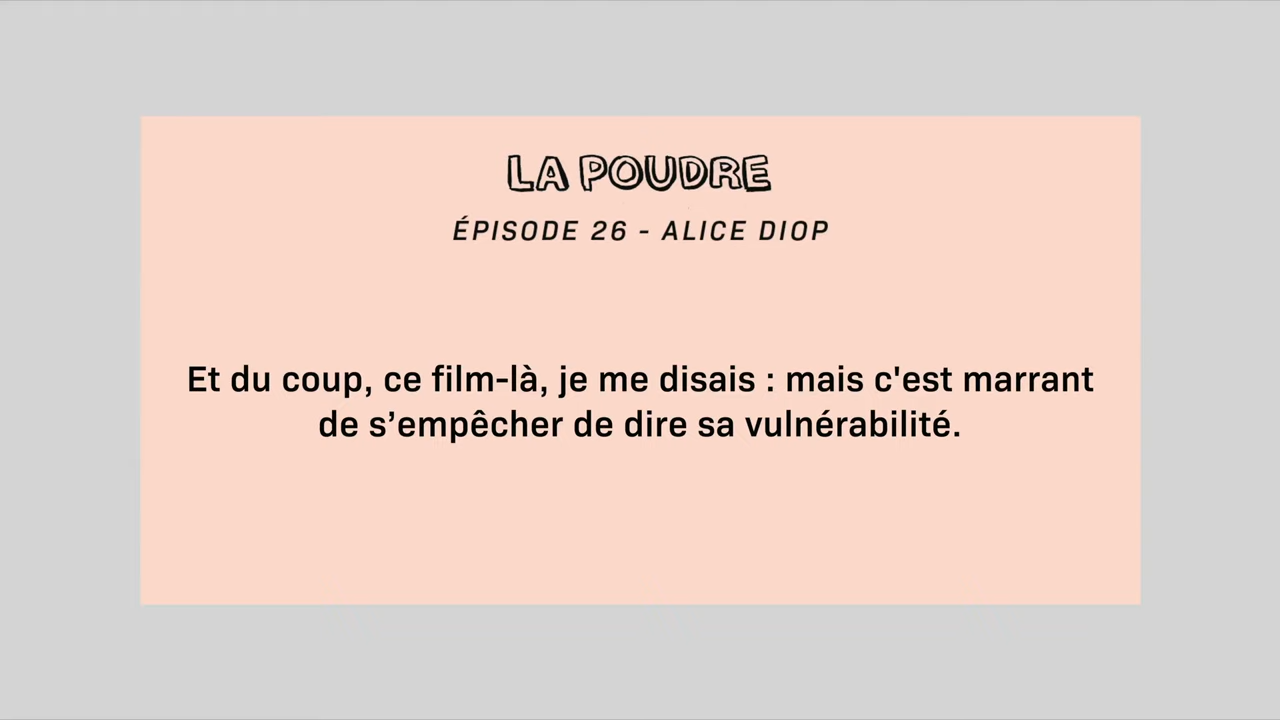 LA POUDRE
ÉPISODE 26 - ALICE DIOP
Et du coup, ce film-là, je me disais : mais c'est marrant
de s’empêcher de dire sa vulnérabilité.